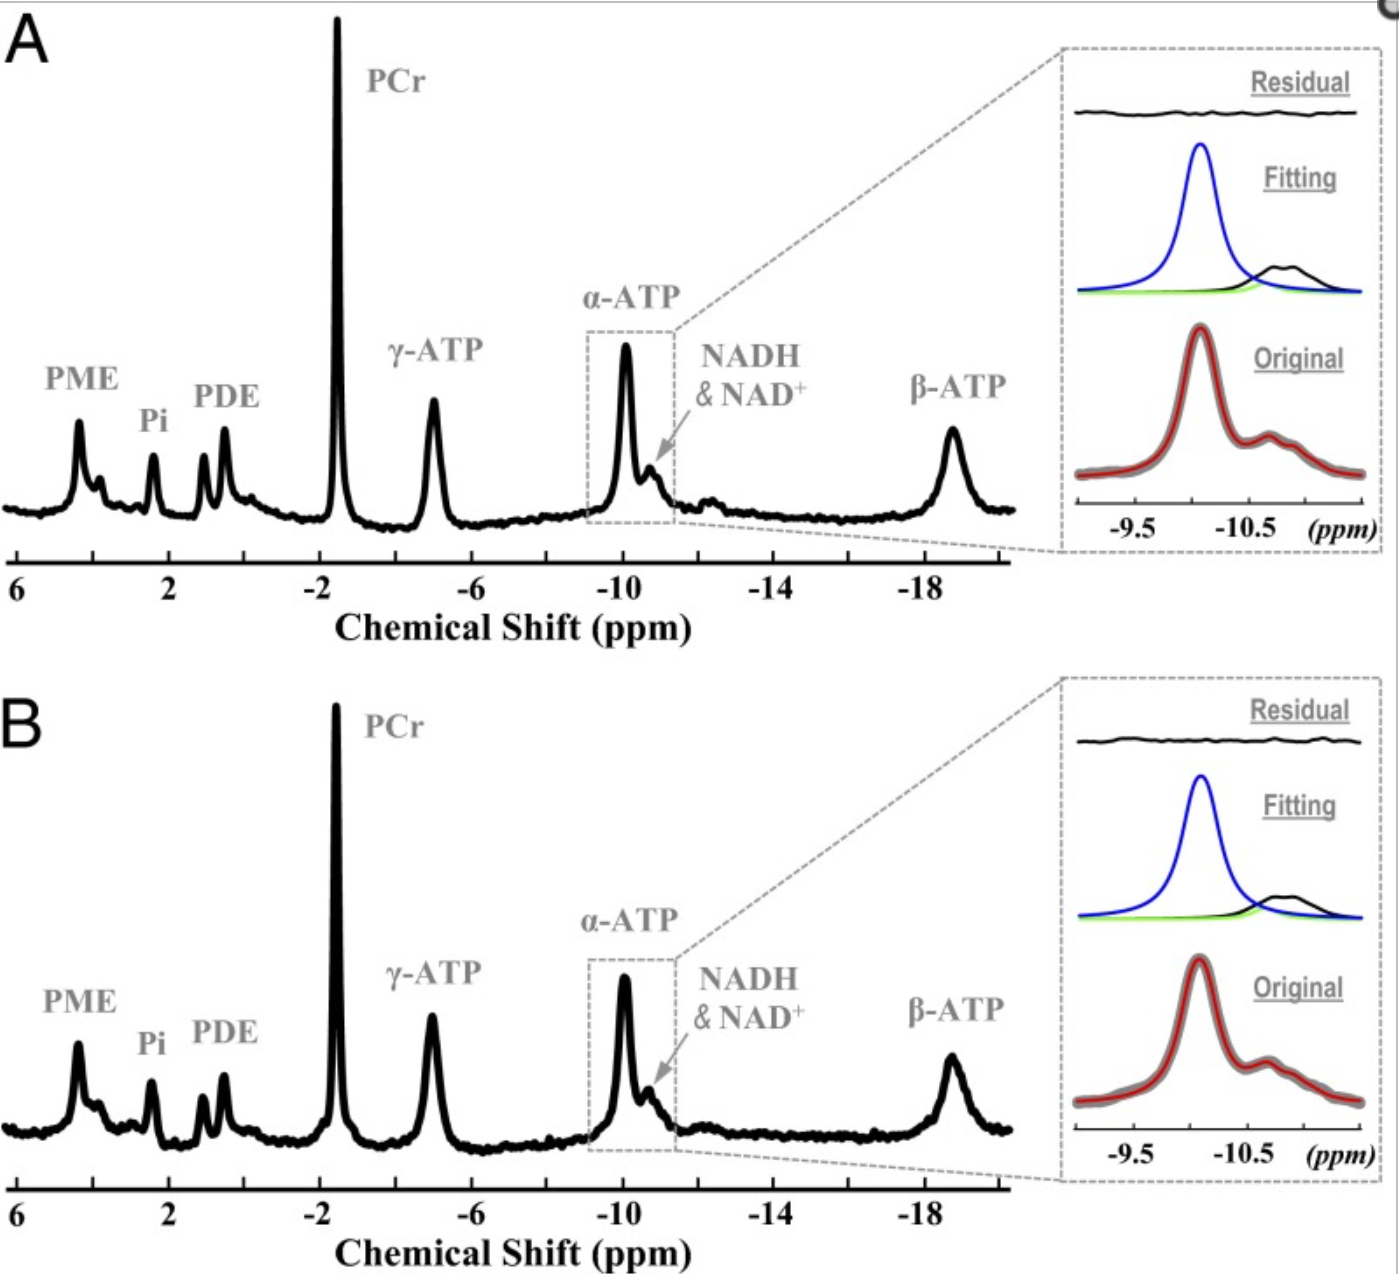 A
PCr
α-ATP
γ-ATP
NADH
& NAD⁺
PME
Pi
PDE
β-ATP
6 2 -2 -6 -10 -14 -18
Chemical Shift (ppm)
Residual
Fitting
Original
-9.5 -10.5 (ppm)
B
PCr
α-ATP
γ-ATP
NADH
& NAD⁺
PME
Pi
PDE
β-ATP
6 2 -2 -6 -10 -14 -18
Chemical Shift (ppm)
Residual
Fitting
Original
-9.5 -10.5 (ppm)